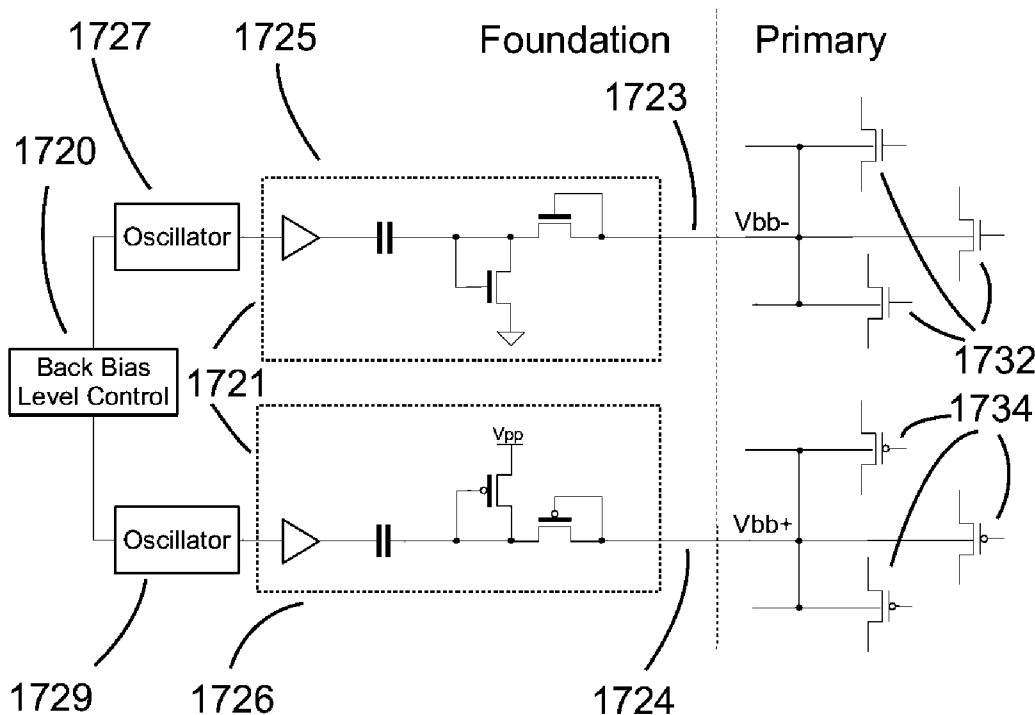 1727
1725
Foundation
Primary
1723
1720
Oscillator
Vbb-
Back Bias
Level Control
1721
1732
1734
Vpp
Oscillator
Vbb+
1729
1726
1724